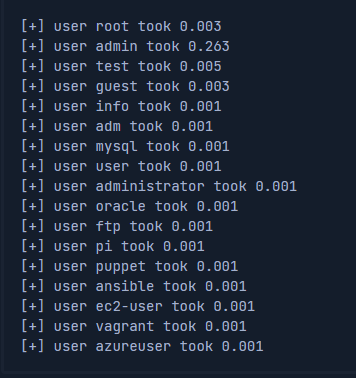 [+] user root took 0.003
[+] user admin took 0.263
[+] user test took 0.005
[+] user guest took 0.003
[+] user info took 0.001
[+] user adm took 0.001
[+] user mysql took 0.001
[+] user user took 0.001
[+] user administrator took 0.001
[+] user oracle took 0.001
[+] user ftp took 0.001
[+] user pi took 0.001
[+] user puppet took 0.001
[+] user ansible took 0.001
[+] user ec2-user took 0.001
[+] user vagrant took 0.001
[+] user azureuser took 0.001